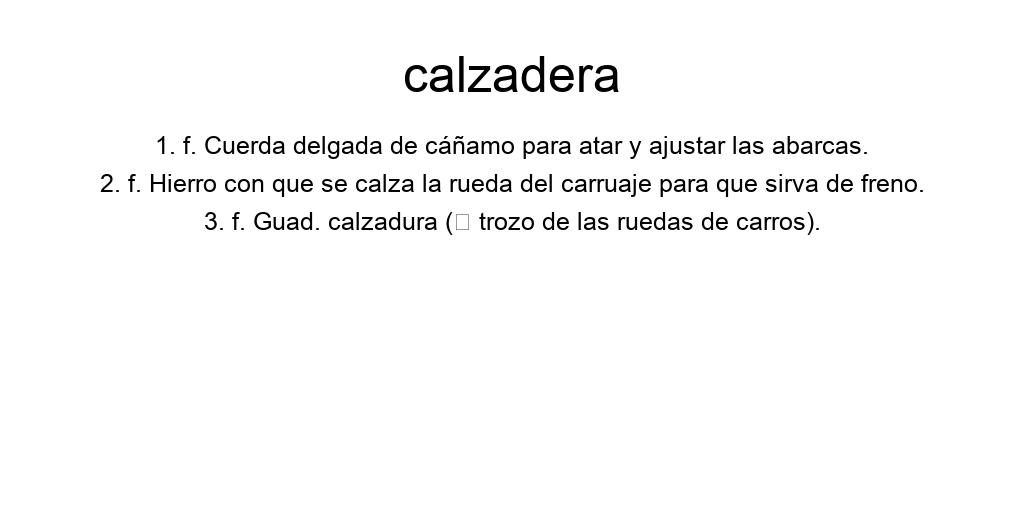 calzadera
1. f. Cuerda delgada de cáñamo para atar y ajustar las abarcas.
2. f. Hierro con que se calza la rueda del carruaje para que sirva de freno.
3. f. Guad. calzadura (□ trozo de las ruedas de carros).